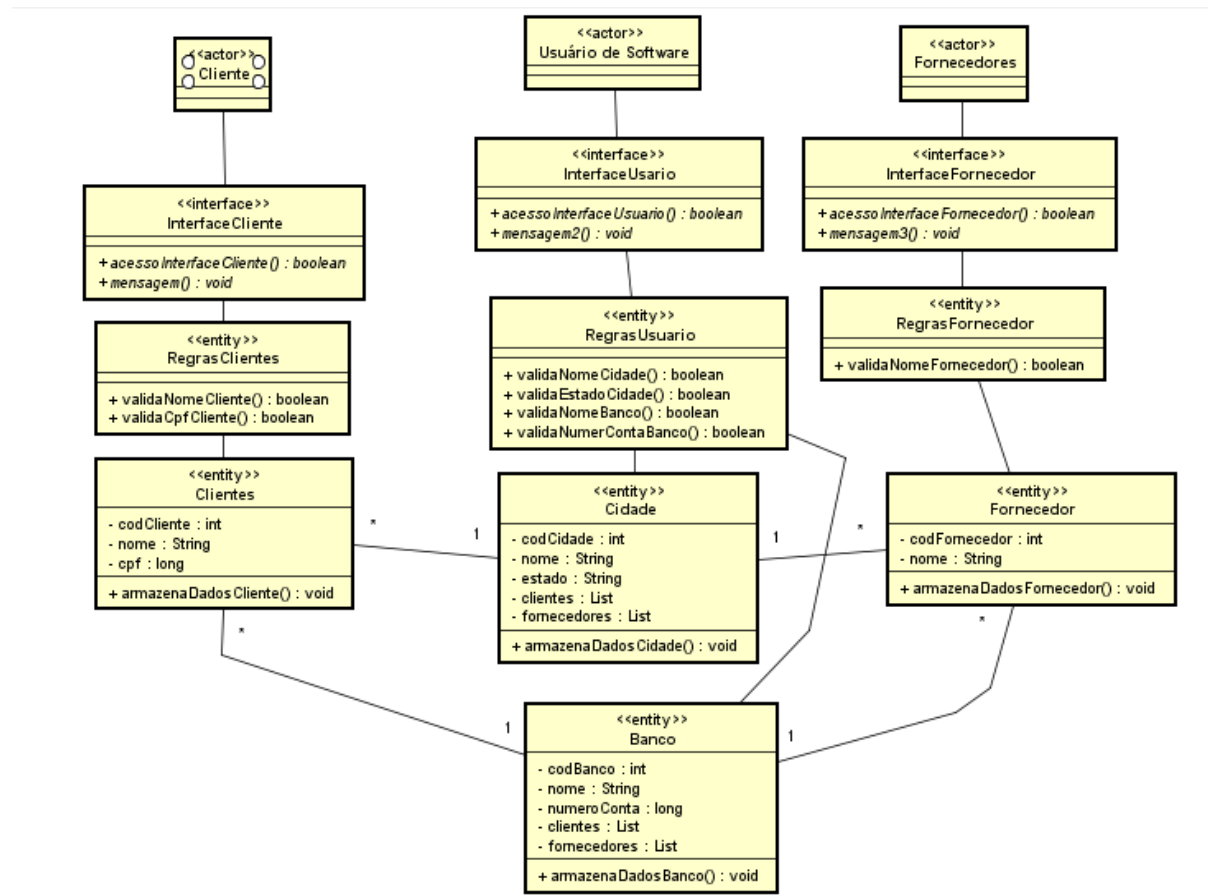 <<actor>>
Cliente
<<actor>>
Usuário de Software
<<actor>>
Fornecedores
<<interface>>
InterfaceCliente
+ acessoInterfaceCliente() : boolean
+ mensagem() : void
<<interface>>
InterfaceUsario
+ acessoInterfaceUsuario() : boolean
+ mensagem2() : void
<<interface>>
InterfaceFornecedor
+ acessoInterfaceFornecedor() : boolean
+ mensagem3() : void
<<entity>>
RegrasClientes
+ validaNomeCliente() : boolean
+ validaCpfCliente() : boolean
<<entity>>
RegrasUsuario
+ validaNomeCidade() : boolean
+ validaEstadoCidade() : boolean
+ validaNomeBanco() : boolean
+ validaNumerContaBanco() : boolean
<<entity>>
RegrasFornecedor
+ validaNomeFornecedor() : boolean
<<entity>>
Clientes
- codCliente : int
- nome : String
- cpf : long
+ armazenaDadosCliente() : void
*
1
<<entity>>
Cidade
- codCidade : int
- nome : String
- estado : String
- clientes : List
- fornecedores : List
+ armazenaDadosCidade() : void
1
*
<<entity>>
Fornecedor
- codFornecedor : int
- nome : String
+ armazenaDadosFornecedor() : void
*
*
1
1
<<entity>>
Banco
- codBanco : int
- nome : String
- numeroConta : long
- clientes : List
- fornecedores : List
+ armazenaDadosBanco() : void